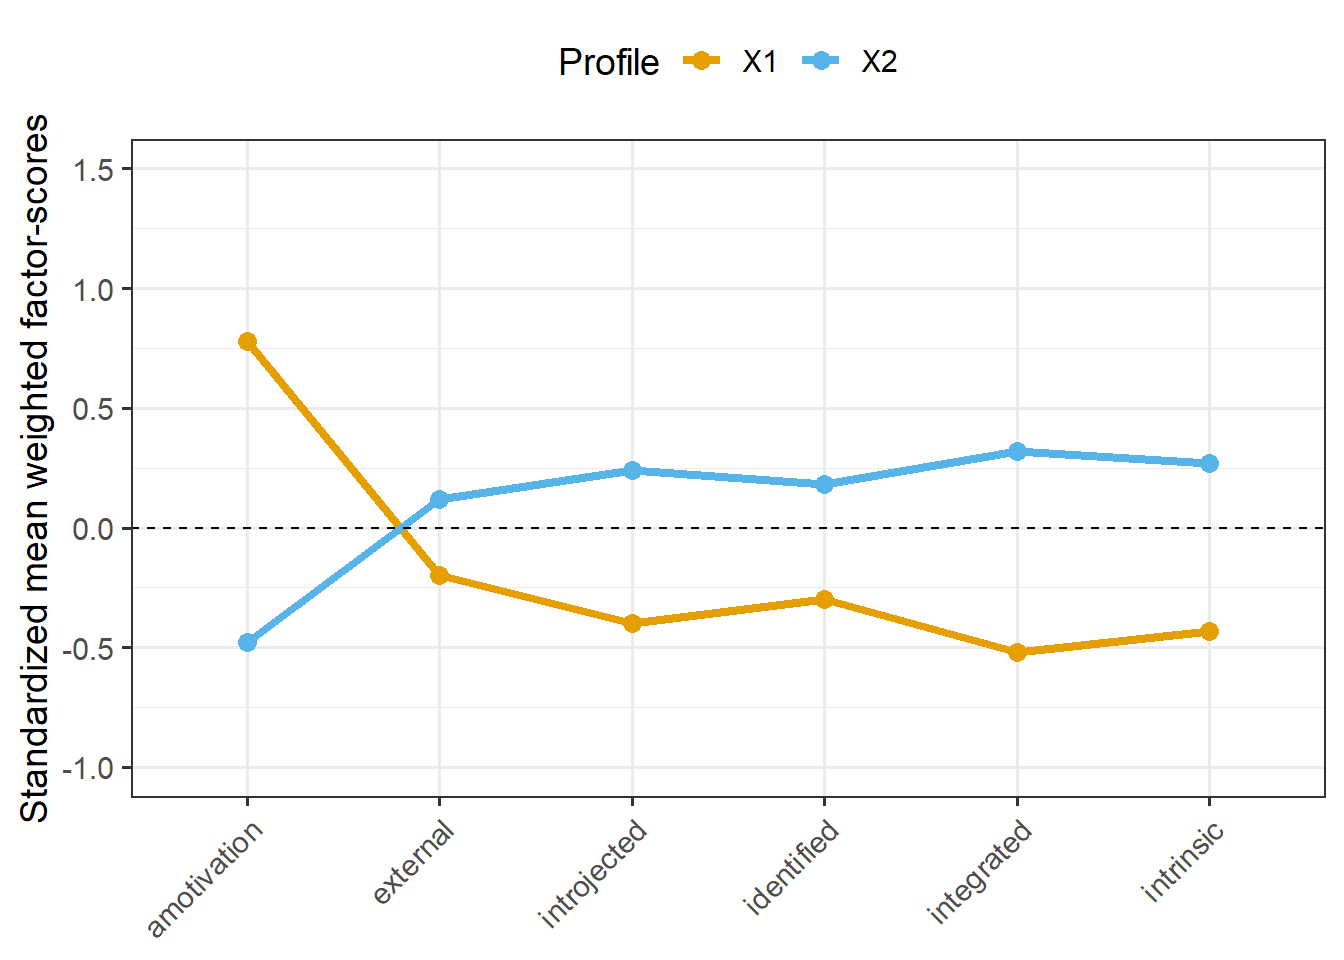 Profile X1 X2
Standardized mean weighted factor-scores
1.5
1.0
0.5
0.0
-0.5
-1.0
amotivation
external
introjected
identified
integrated
intrinsic